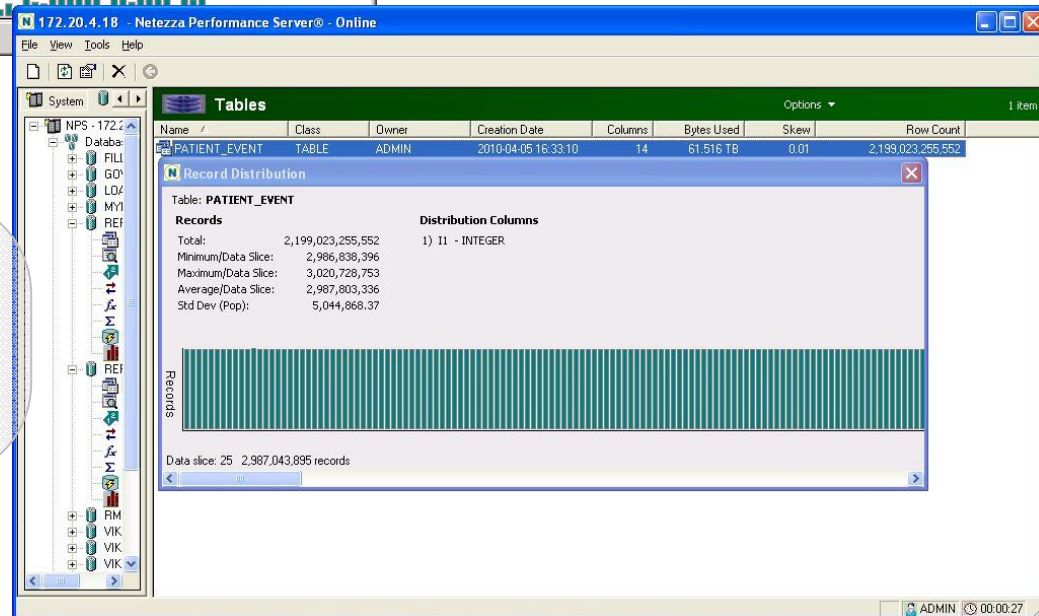 172.20.4.18 - Netezza Performance Server® - Online
File View Tools Help
System
NPS - 172.2
Databa
FILL
GO
LOA
MYI
REF
REF
RM
VIK
VIK
VIK
Tables Options 1 item
Name Class Owner Creation Date Columns Bytes Used Skew Row Count
PATIENT_EVENT TABLE ADMIN 2010-04-05 16:33:10 14 61.516 TB 0.01 2,199,023,255,552
Record Distribution
Table: PATIENT_EVENT
Records Distribution Columns
Total: 2,199,023,255,552 1) I1 - INTEGER
Minimum/Data Slice: 2,986,838,396
Maximum/Data Slice: 3,020,728,753
Average/Data Slice: 2,987,803,336
Std Dev (Pop): 5,044,868.37
Records
Data slice: 25 2,987,043,895 records
ADMIN 00:00:27